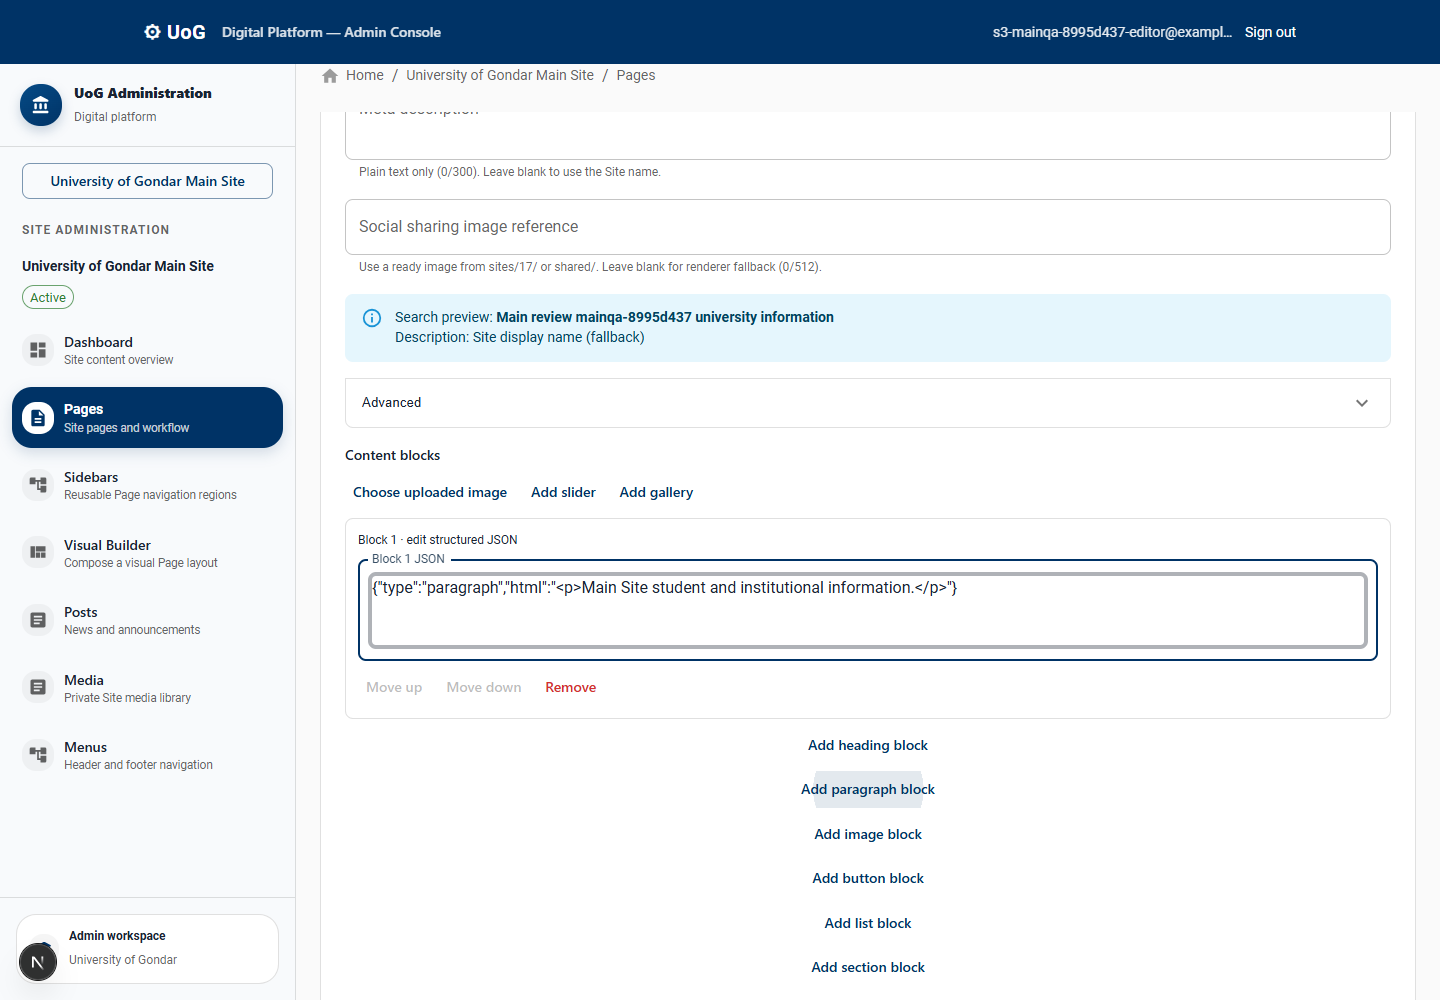 UoG
Digital Platform — Admin Console
s3-mainqa-8995d437-editor@exampl...
Sign out
UoG Administration
Digital platform
University of Gondar Main Site
SITE ADMINISTRATION
University of Gondar Main Site
Active
Dashboard
Site content overview
Pages
Site pages and workflow
Sidebars
Reusable Page navigation regions
Visual Builder
Compose a visual Page layout
Posts
News and announcements
Media
Private Site media library
Menus
Header and footer navigation
Admin workspace
University of Gondar
N
Home / University of Gondar Main Site / Pages
Meta description
Plain text only (0/300). Leave blank to use the Site name.
Social sharing image reference
Use a ready image from sites/17/ or shared/. Leave blank for renderer fallback (0/512).
Search preview: Main review mainqa-8995d437 university information
Description: Site display name (fallback)
Advanced
Content blocks
Choose uploaded image Add slider Add gallery
Block 1 · edit structured JSON
Block 1 JSON
{"type":"paragraph","html":"<p>Main Site student and institutional information.</p>"}
Move up Move down Remove
Add heading block
Add paragraph block
Add image block
Add button block
Add list block
Add section block